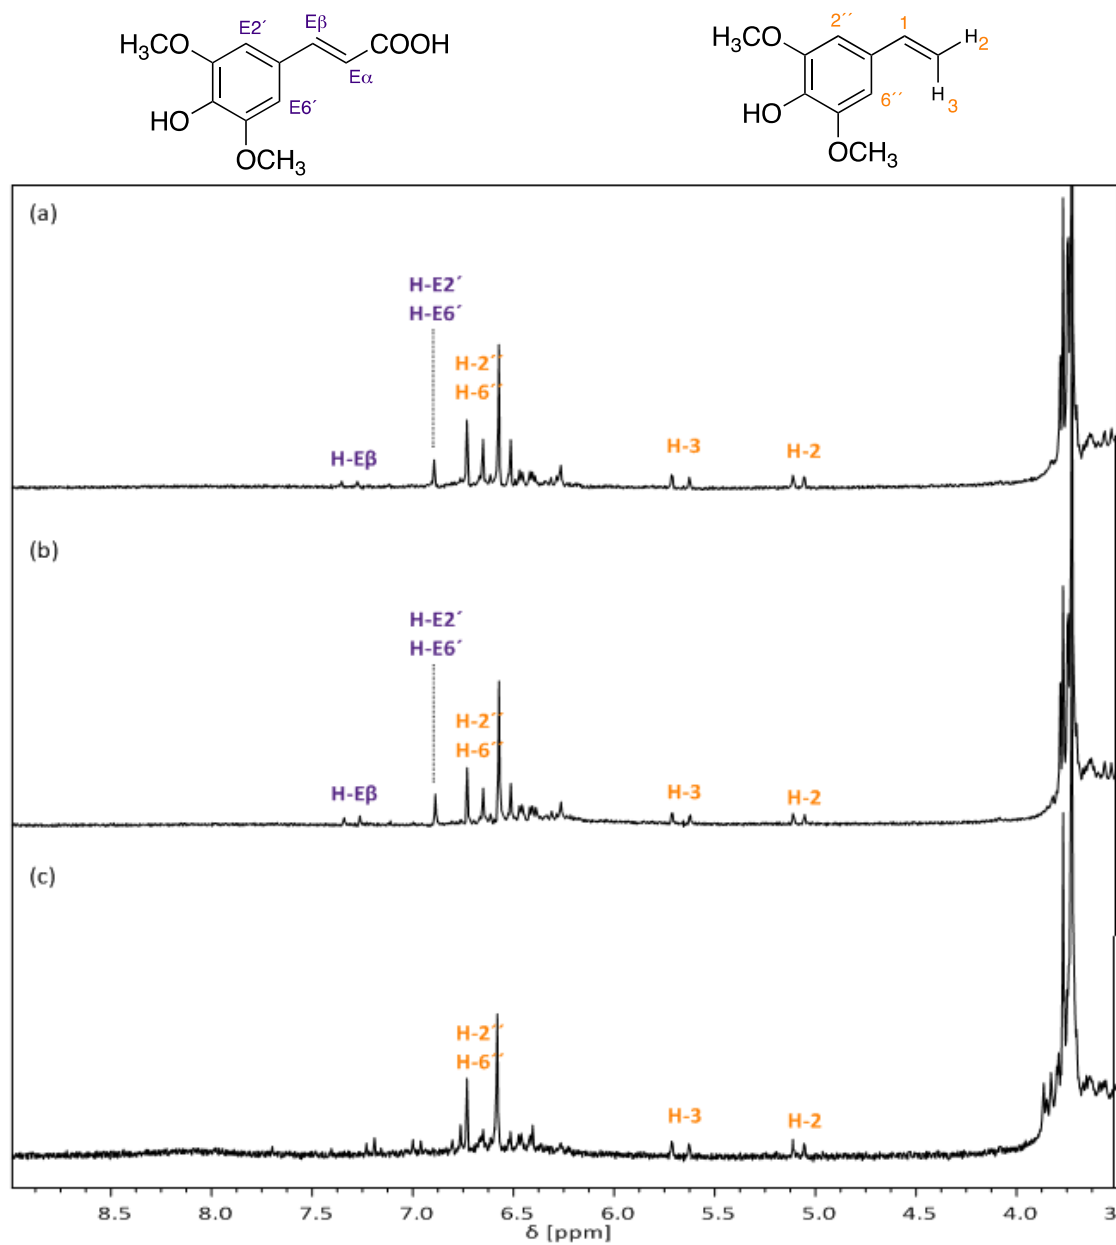 H₃CO
E2´
Eβ
COOH
Eα
E6´
HO
OCH₃
H₃CO
2´´
1
H
2
H
3
6´´
HO
OCH₃
(a)
H-E2´
H-E6´
H-2´´
H-6´´
H-Eβ
H-3
H-2
(b)
H-E2´
H-E6´
H-2´´
H-6´´
H-Eβ
H-3
H-2
(c)
H-2´´
H-6´´
H-3
H-2
8.5 8.0 7.5 7.0 6.5 6.0 5.5 5.0 4.5 4.0 3
δ [ppm]